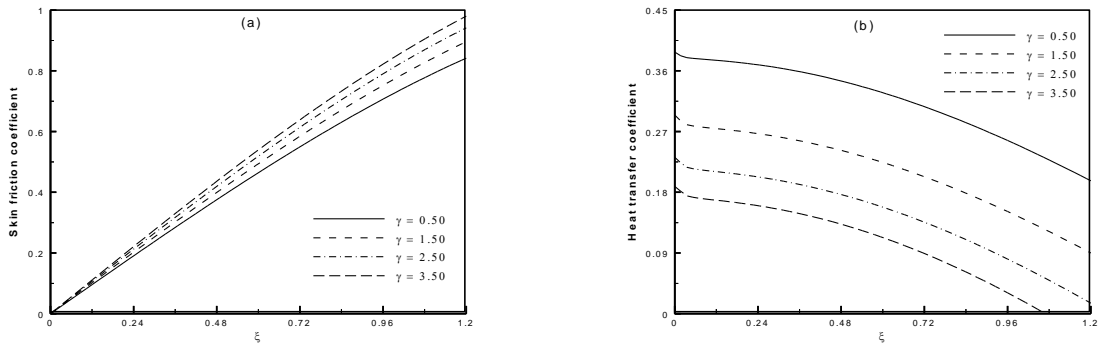 (a)
Skin friction coefficient
1
0.8
0.6
0.4
0.2
0
0
0.24
0.48
0.72
0.96
1.2
ξ
γ = 0.50
γ = 1.50
γ = 2.50
γ = 3.50
(b)
Heat transfer coefficient
0.45
0.36
0.27
0.18
0.09
0
0
0.24
0.48
0.72
0.96
1.2
ξ
γ = 0.50
γ = 1.50
γ = 2.50
γ = 3.50